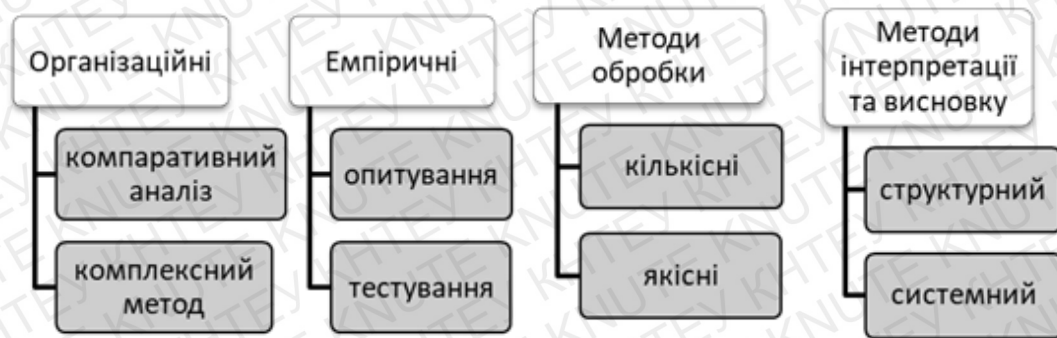 Організаційні
компаративний
аналіз
комплексний
метод
Емпіричні
опитування
тестування
Методи
обробки
кількісні
якісні
Методи
інтерпретації
та висновку
структурний
системний